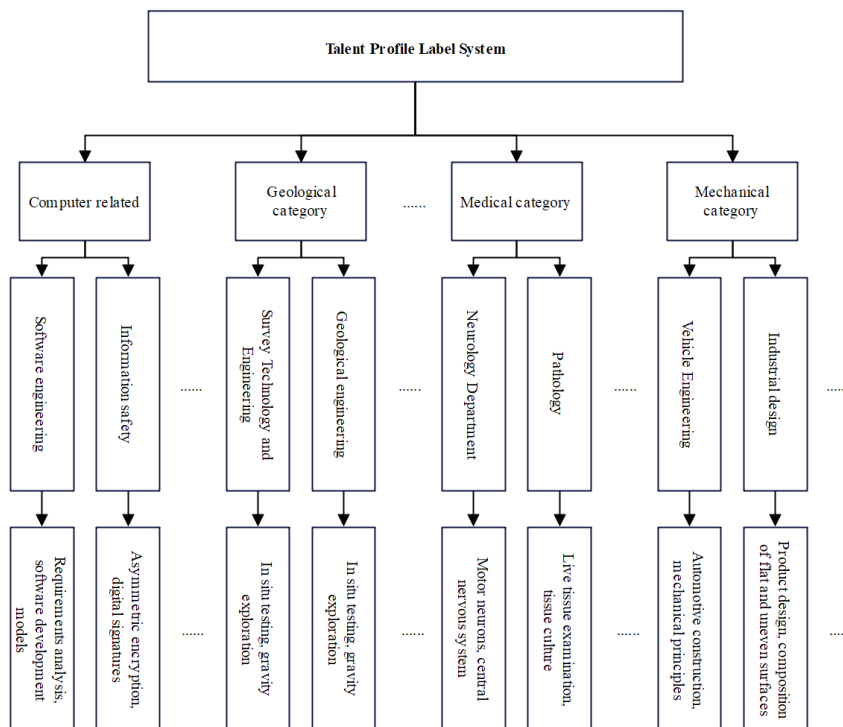 Talent Profile Label System
Computer related
Geological
category
......
Medical category
Mechanical
category
Software engineering
Information safety
......
Survey Technology and
Engineering
Geological engineering
......
Neurology Department
Pathology
......
Vehicle Engineering
Industrial design
......
Requirements analysis,
software development
models
Asymmetric encryption,
digital signatures
......
In situ testing, gravity
exploration
In situ testing, gravity
exploration
......
Motor neurons, central
nervous system
Live tissue examination,
tissue culture
......
Automotive construction,
mechanical principles
Product design, composition
of flat and uneven surfaces
......